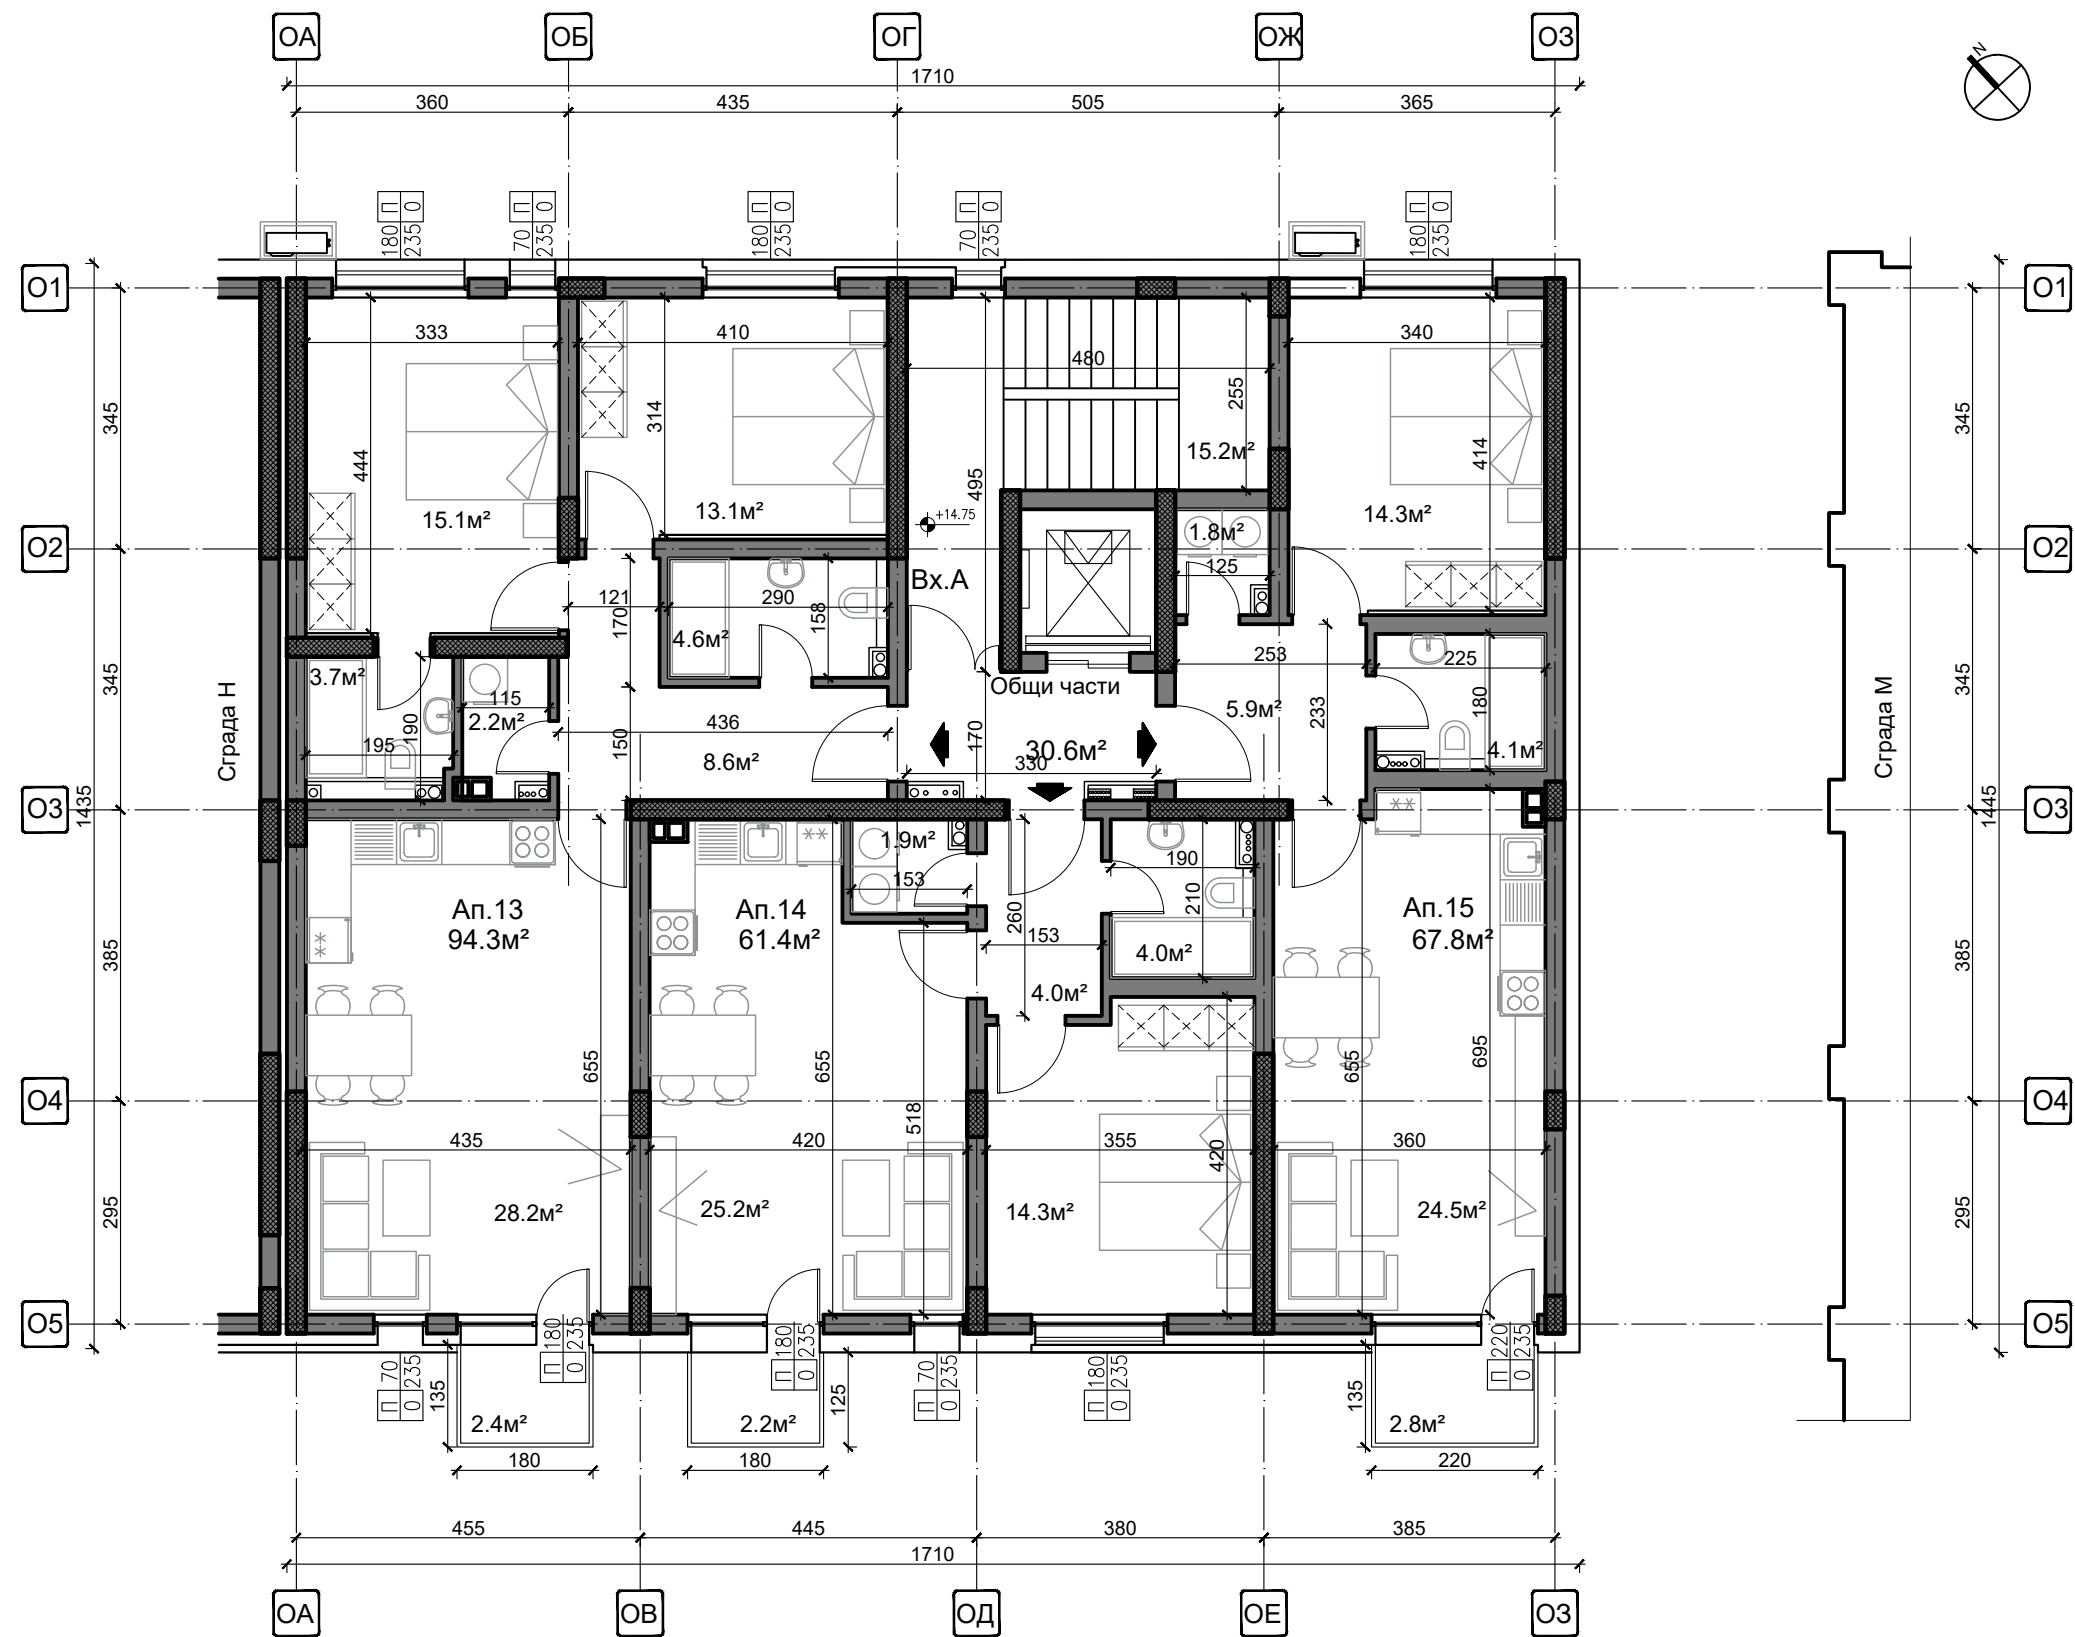 ОА ОБ ОГ ОЖ ОЗ
N
1710
360 435 505 365
180 П 235 0
70 П 235 0
180 П 235 0
70 П 235 0
180 П 235 0
О1 О1
333 410 480 340
345 444 314 495 255 414 345
15.1м² 13.1м² 15.2м² 14.3м²
+14.75
1.8м²
О2 О2
Вх.А
125
121 290
170 158
4.6м²
253 225
3.7м² 115 2.2м²
Общи части
Сграда Н Сграда М
345 190 195 436 150 170 5.9м² 233 180 345
8.6м² 30.6м² 4.1м²
330
1435 1445
О3 О3
1.9м²
153 190
260 210
Ап.13 Ап.14 Ап.15
94.3м² 61.4м² 67.8м²
385 153 4.0м² 385
4.0м²
655 655 655 695
О4 О4
518
435 420 355 420 360
295 28.2м² 25.2м² 14.3м² 24.5м² 295
О5 О5
П 70 0 235
П 180 0 235
П 180 0 235
П 70 0 235
П 180 0 235
П 220 0 235
135 125 135
2.4м² 2.2м² 2.8м²
180 180 220
455 445 380 385
1710
ОА ОВ ОД ОЕ ОЗ